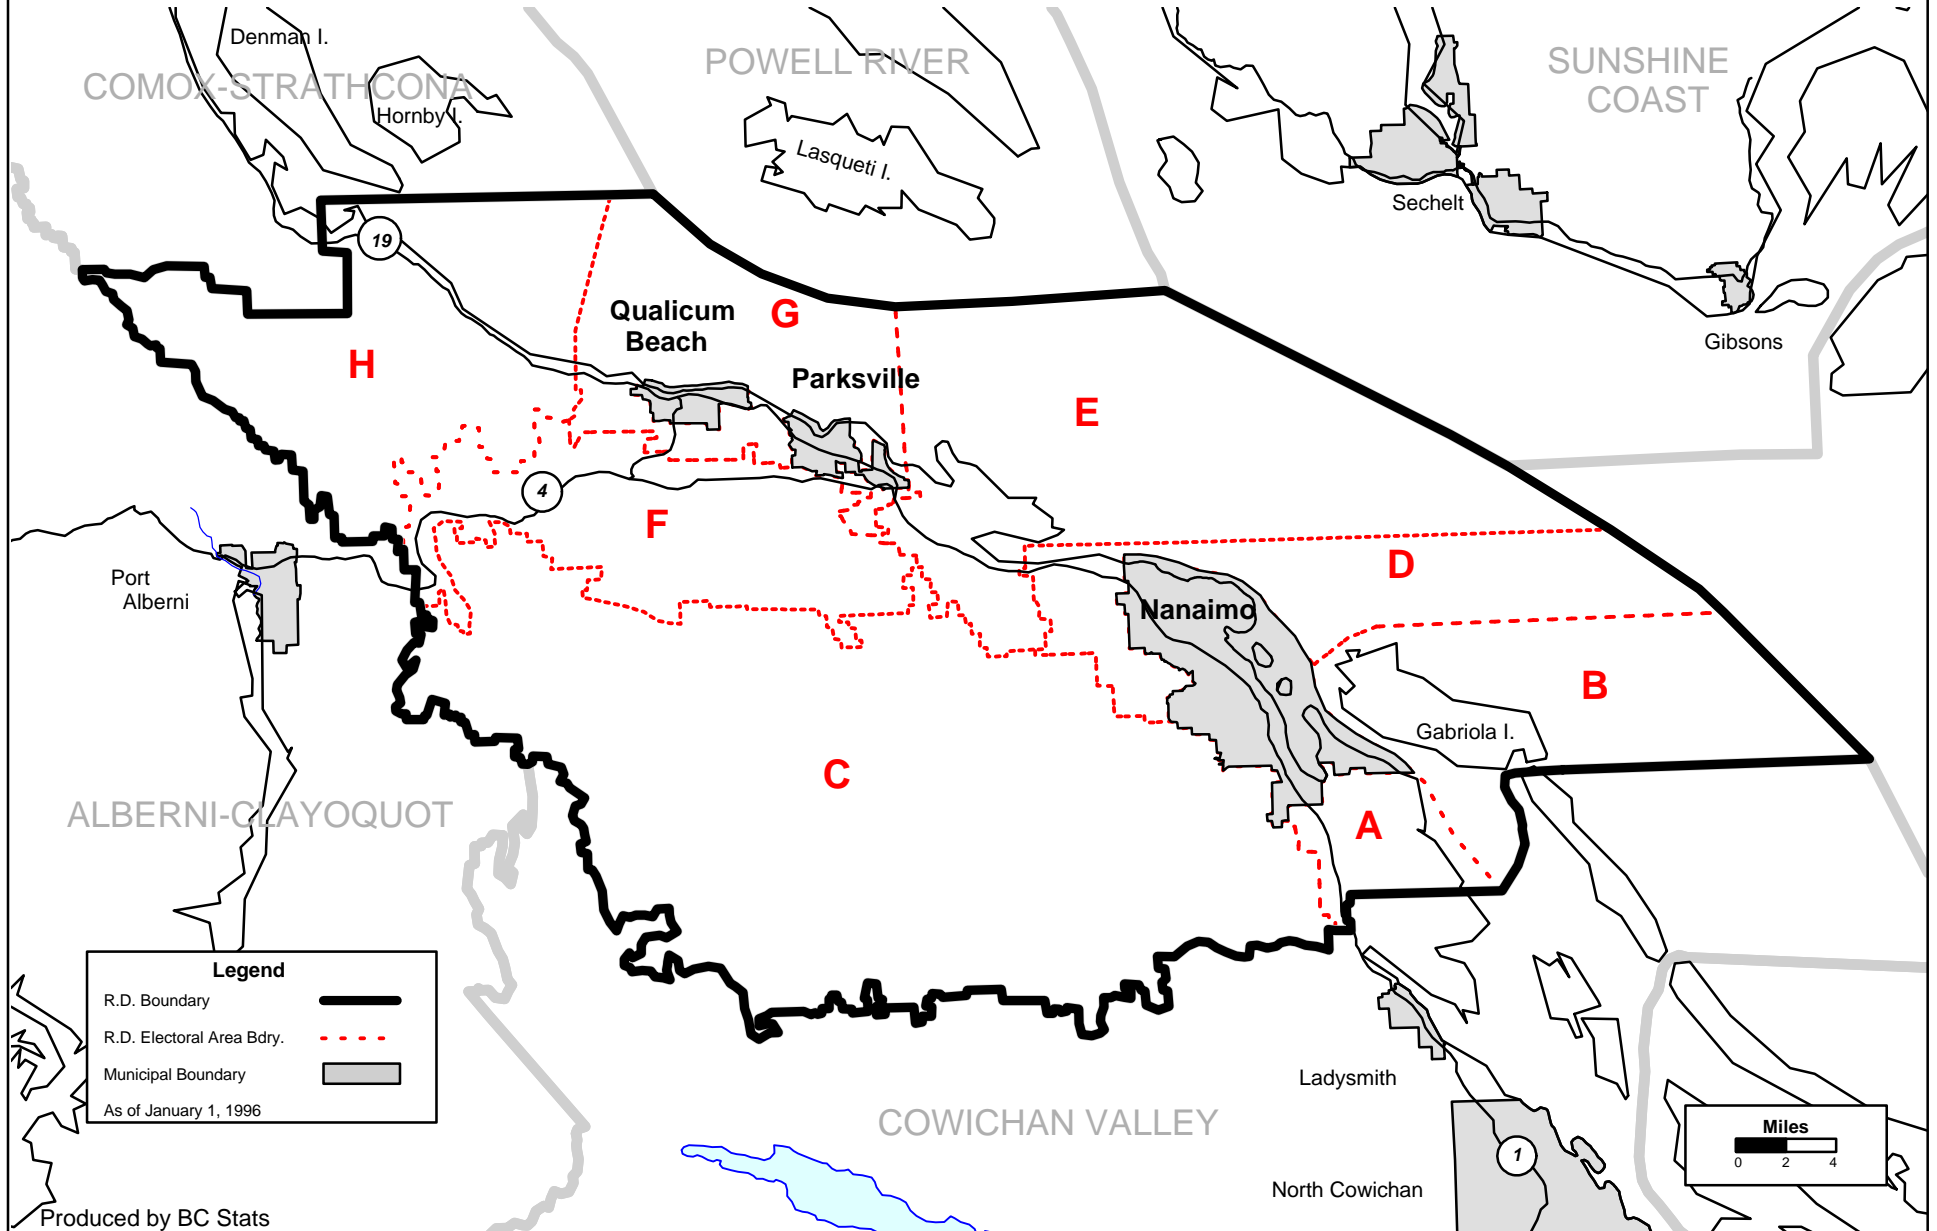 Denman I.
COMOX-STRATHCONA
Hornby I.
POWELL RIVER
Lasqueti I.
SUNSHINE
COAST
Sechelt
Gibsons
19
Qualicum
Beach
G
H
Parksville
E
4
F
D
Port
Alberni
Nanaimo
B
Gabriola I.
C
A
ALBERNI-CLAYOQUOT
Legend
R.D. Boundary
R.D. Electoral Area Bdry.
Municipal Boundary
As of January 1, 1996
Ladysmith
COWICHAN VALLEY
1
North Cowichan
Miles
0 2 4
Produced by BC Stats